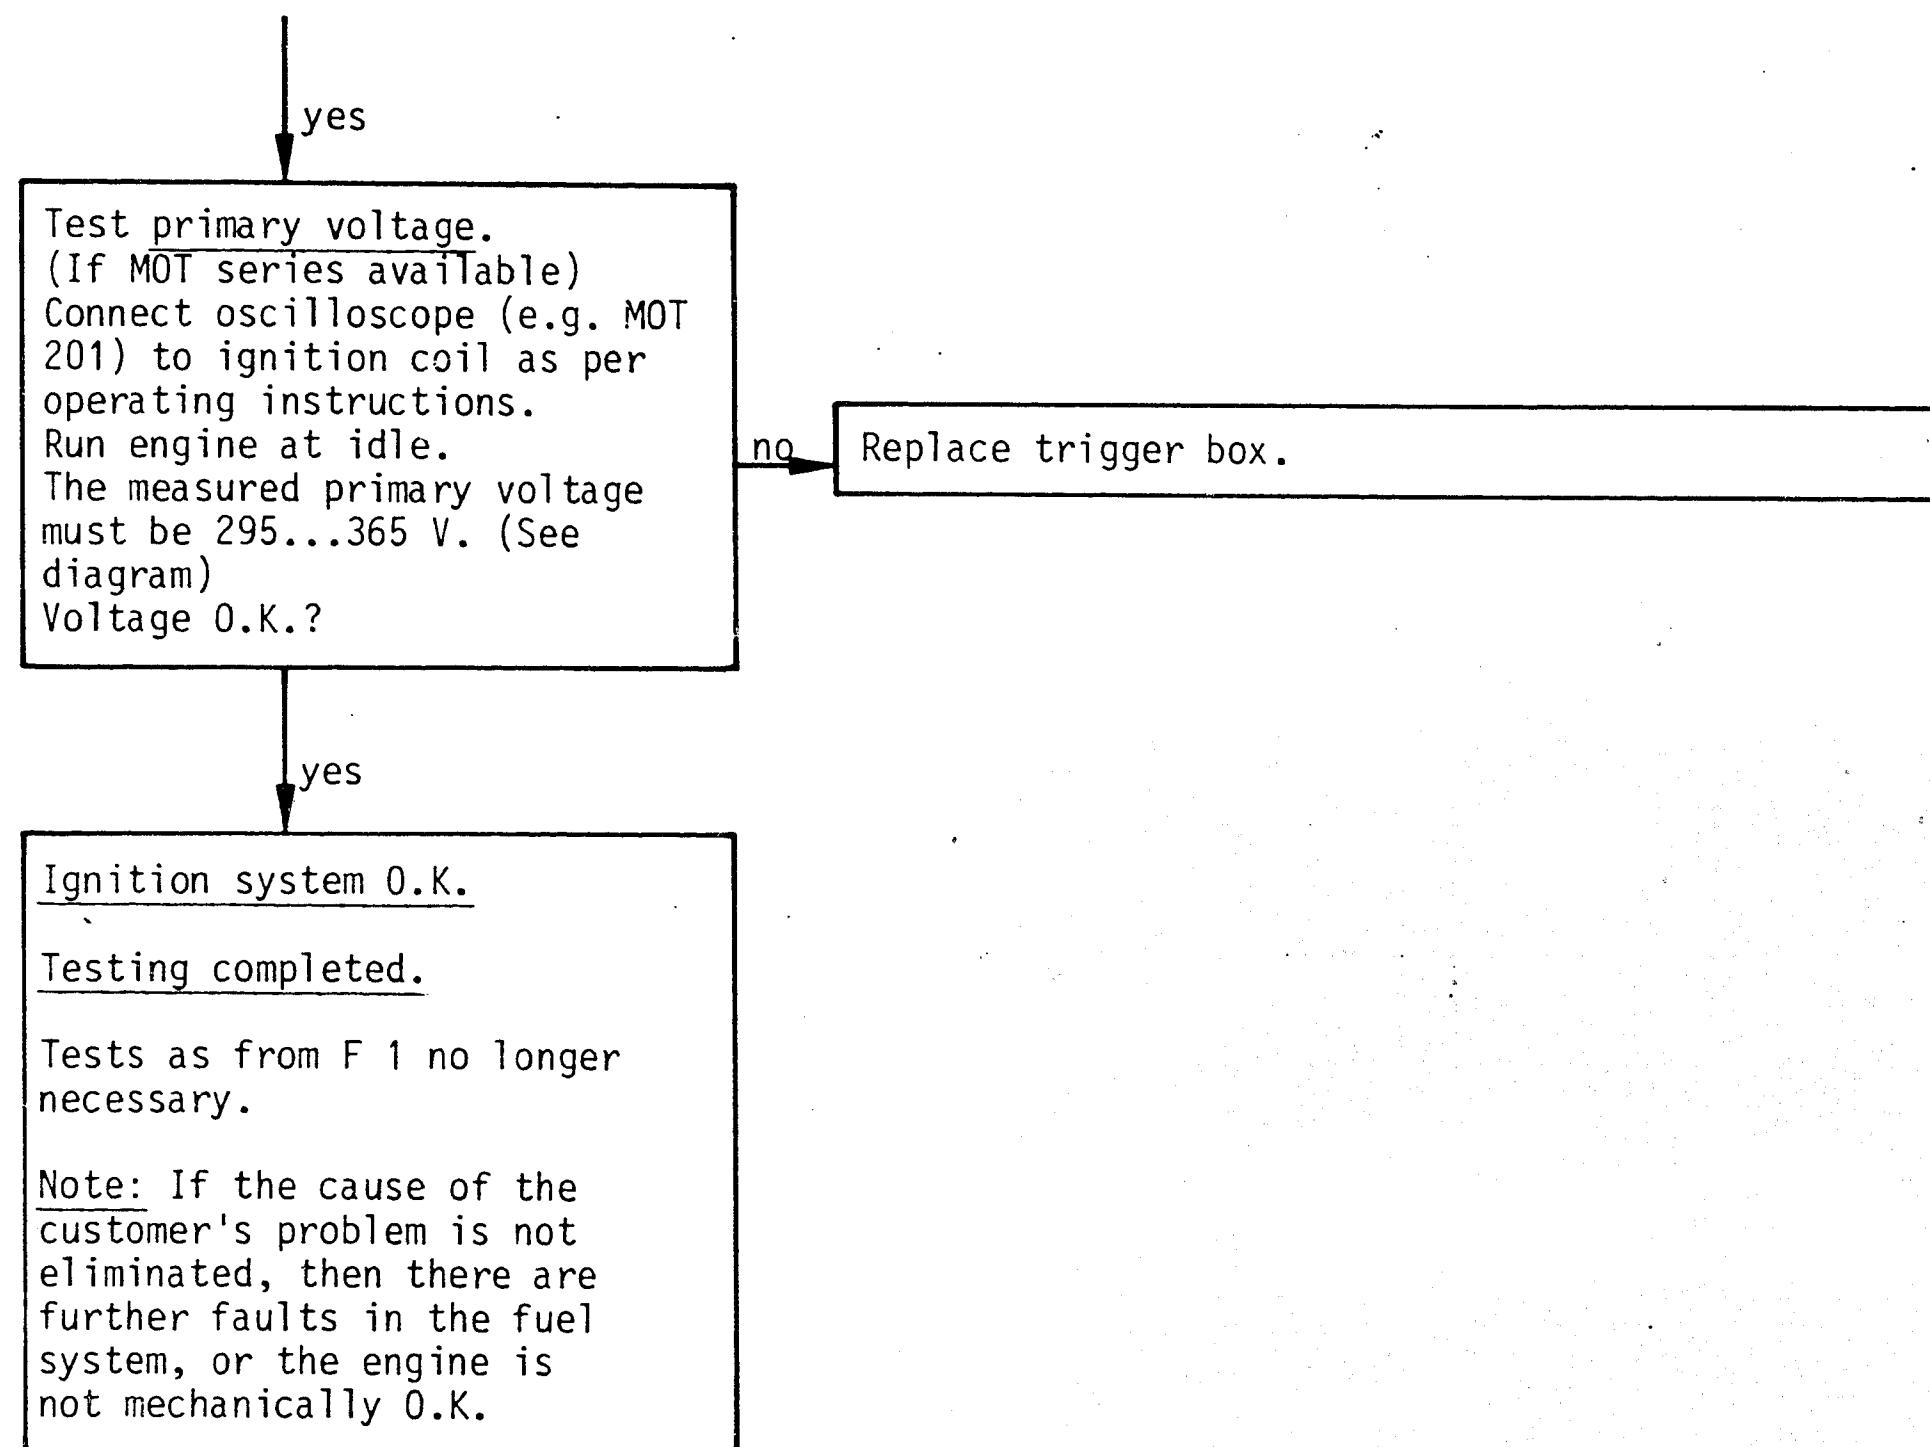 yes
Test primary voltage.
(If MOT series available)
Connect oscilloscope (e.g. MOT
201) to ignition coil as per
operating instructions.
Run engine at idle.
The measured primary voltage
must be 295...365 V. (See
diagram)
Voltage O.K.?
no
Replace trigger box.
yes
Ignition system O.K.
Testing completed.
Tests as from F 1 no longer
necessary.
Note: If the cause of the
customer's problem is not
eliminated, then there are
further faults in the fuel
system, or the engine is
not mechanically O.K.